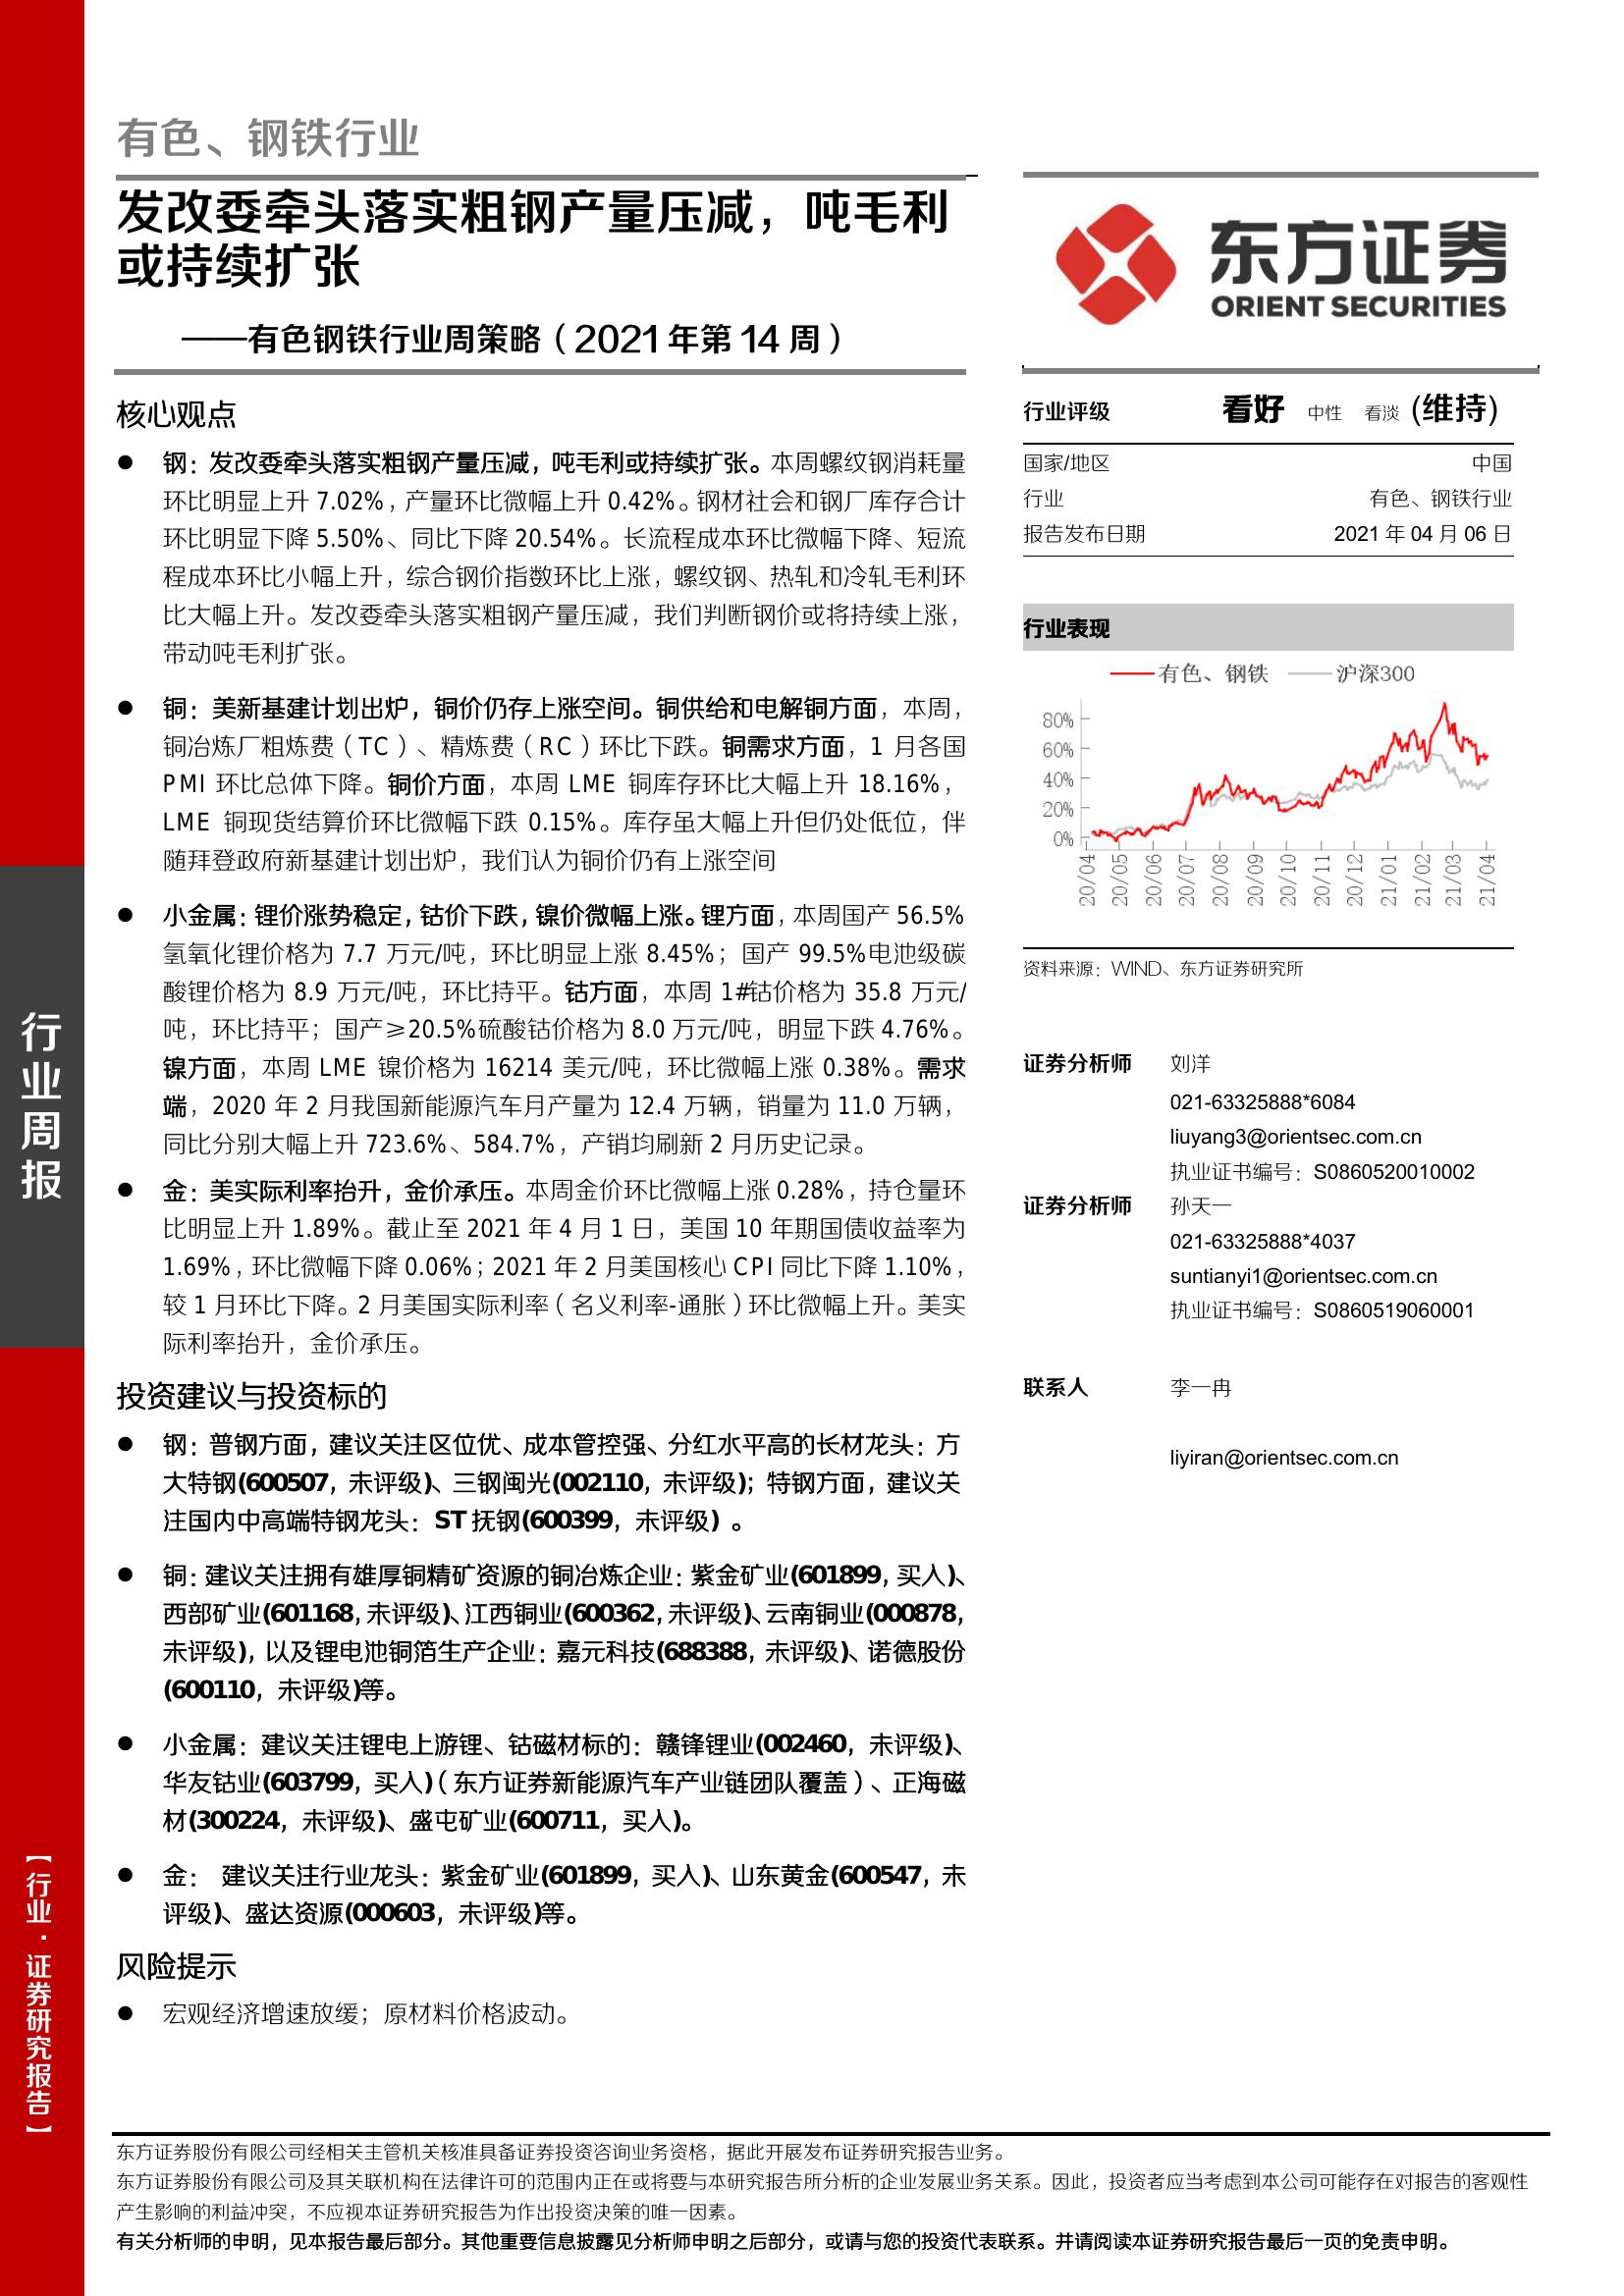 有色、钢铁行业
发改委牵头落实粗钢产量压减，吨毛利
或持续扩张
——有色钢铁行业周策略（2021年第14周）
核心观点
● 钢：发改委牵头落实粗钢产量压减，吨毛利或持续扩张。本周螺纹钢消耗量
环比明显上升 7.02%，产量环比微幅上升 0.42%。钢材社会和钢厂库存合计
环比明显下降 5.50%、同比下降 20.54%。长流程成本环比微幅下降、短流
程成本环比小幅上升，综合钢价指数环比上涨，螺纹钢、热轧和冷轧毛利环
比大幅上升。发改委牵头落实粗钢产量压减，我们判断钢价或将持续上涨，
带动吨毛利扩张。
● 铜：美新基建计划出炉，铜价仍存上涨空间。铜供给和电解铜方面，本周，
铜冶炼厂粗炼费（TC）、精炼费（RC）环比下跌。铜需求方面，1 月各国
PMI 环比总体下降。铜价方面，本周 LME 铜库存环比大幅上升 18.16%，
LME 铜现货结算价环比微幅下跌 0.15%。库存虽大幅上升但仍处低位，伴
随拜登政府新基建计划出炉，我们认为铜价仍有上涨空间
● 小金属：锂价涨势稳定，钴价下跌，镍价微幅上涨。锂方面，本周国产 56.5%
氢氧化锂价格为 7.7 万元/吨，环比明显上涨 8.45%；国产 99.5%电池级碳
酸锂价格为 8.9 万元/吨，环比持平。钴方面，本周 1#钴价格为 35.8 万元/
吨，环比持平；国产≥20.5%硫酸钴价格为 8.0 万元/吨，明显下跌 4.76%。
镍方面，本周 LME 镍价格为 16214 美元/吨，环比微幅上涨 0.38%。需求
端，2020 年 2 月我国新能源汽车月产量为 12.4 万辆，销量为 11.0 万辆，
同比分别大幅上升 723.6%、584.7%，产销均刷新 2 月历史记录。
● 金：美实际利率抬升，金价承压。本周金价环比微幅上涨 0.28%，持仓量环
比明显上升 1.89%。截止至 2021 年 4 月 1 日，美国 10 年期国债收益率为
1.69%，环比微幅下降 0.06%；2021 年 2 月美国核心 CPI 同比下降 1.10%，
较 1 月环比下降。2 月美国实际利率（名义利率-通胀）环比微幅上升。美实
际利率抬升，金价承压。
投资建议与投资标的
● 钢：普钢方面，建议关注区位优、成本管控强、分红水平高的长材龙头：方
大特钢(600507，未评级)、三钢闽光(002110，未评级)；特钢方面，建议关
注国内中高端特钢龙头：ST 抚钢(600399，未评级) 。
● 铜：建议关注拥有雄厚铜精矿资源的铜冶炼企业：紫金矿业(601899，买入)、
西部矿业(601168，未评级)、江西铜业(600362，未评级)、云南铜业(000878，
未评级)，以及锂电池铜箔生产企业：嘉元科技(688388，未评级)、诺德股份
(600110，未评级)等。
● 小金属：建议关注锂电上游锂、钴磁材标的：赣锋锂业(002460，未评级)、
华友钴业(603799，买入)（东方证券新能源汽车产业链团队覆盖）、正海磁
材(300224，未评级)、盛屯矿业(600711，买入)。
● 金： 建议关注行业龙头：紫金矿业(601899，买入)、山东黄金(600547，未
评级)、盛达资源(000603，未评级)等。
风险提示
● 宏观经济增速放缓；原材料价格波动。
东方证券
ORIENT SECURITIES
行业评级 看好 中性 看淡 (维持)
国家/地区 中国
行业 有色、钢铁行业
报告发布日期 2021 年 04 月 06 日
行业表现
有色、钢铁 沪深300
80%
60%
40%
20%
0%
20/04 20/05 20/06 20/07 20/08 20/09 20/10 20/11 20/12 21/01 21/02 21/03 21/04
资料来源：WIND、东方证券研究所
证券分析师 刘洋
021-63325888*6084
liuyang3@orientsec.com.cn
执业证书编号：S0860520010002
证券分析师 孙天一
021-63325888*4037
suntianyi1@orientsec.com.cn
执业证书编号：S0860519060001
联系人 李一冉
liyiran@orientsec.com.cn
行业周报
【行业·证券研究报告】
东方证券股份有限公司经相关主管机关核准具备证券投资咨询业务资格，据此开展发布证券研究报告业务。
东方证券股份有限公司及其关联机构在法律许可的范围内正在或将要与本研究报告所分析的企业发展业务关系。因此，投资者应当考虑到本公司可能存在对报告的客观性
产生影响的利益冲突，不应视本证券研究报告为作出投资决策的唯一因素。
有关分析师的申明，见本报告最后部分。其他重要信息披露见分析师申明之后部分，或请与您的投资代表联系。并请阅读本证券研究报告最后一页的免责申明。